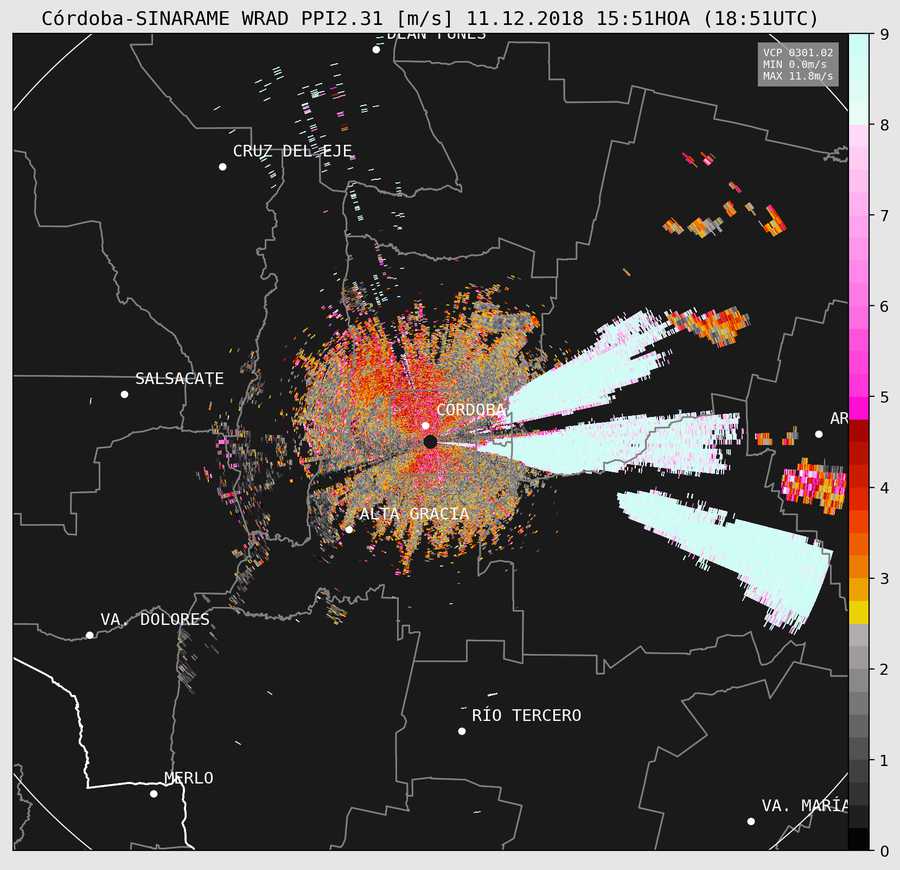 Córdoba-SINARAME WRAD PPI2.31 [m/s] 11.12.2018 15:51HOA (18:51UTC)
DEAN FUNES
VCP 0301.02
MIN 0.0m/s
MAX 11.8m/s
9
8
CRUZ DEL EJE
7
6
SALSACATE
5
CÓRDOBA
AR
4
ALTA GRACIA
3
VA. DOLORES
2
RÍO TERCERO
1
MERLO
VA. MARÍA
0